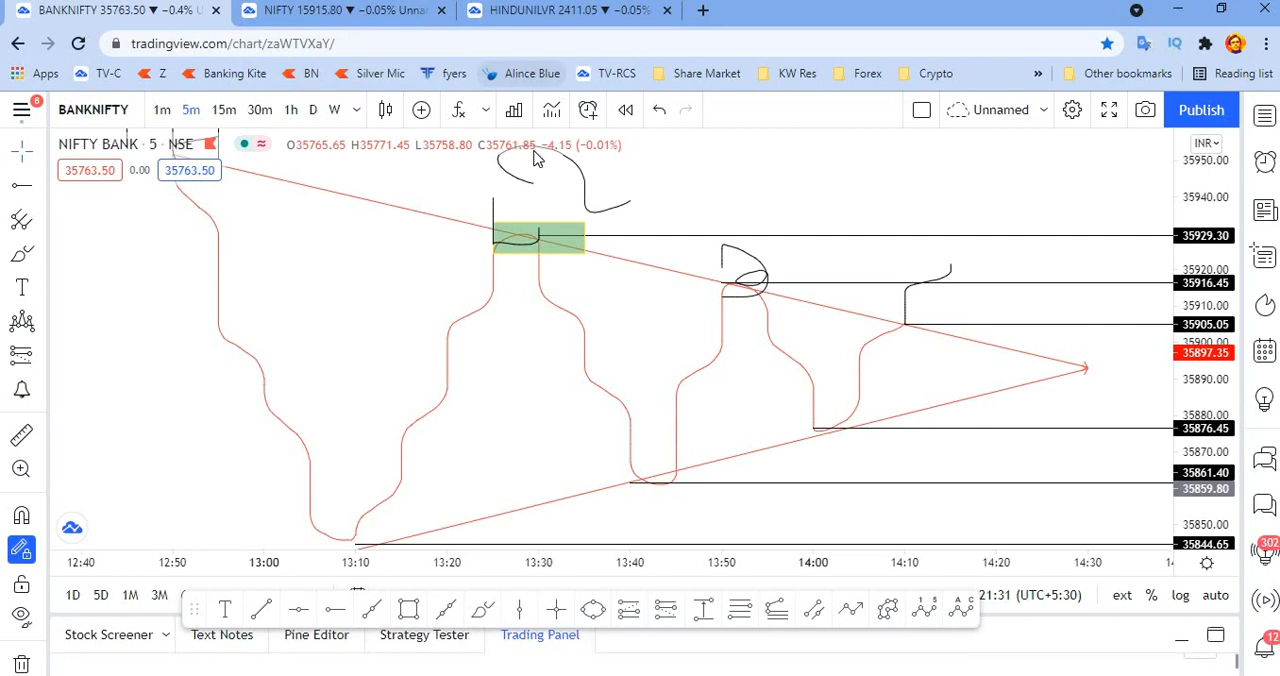 BANKNIFTY 35763.50 ▼ −0.4% U
NIFTY 15915.80 ▼ −0.05% Unna
HINDUNILVR 2411.05 ▼ −0.05%
tradingview.com/chart/zaWTVXaY/
Apps TV-C Z Banking Kite BN Silver Mic fyers Alince Blue TV-RCS Share Market KW Res Forex Crypto » Other bookmarks Reading list
8
BANKNIFTY 1m 5m 15m 30m 1h D W Unnamed Publish
NIFTY BANK · 5 · NSE O35765.65 H35771.45 L35758.80 C35761.85 −4.15 (−0.01%)
INR
35763.50 0.00 35763.50
35950.00
35940.00
35929.30
35920.00
35916.45
35910.00
35905.05
35900.00
35897.35
35890.00
35880.00
35876.45
35870.00
35861.40
35859.80
35850.00
35844.65
12:40 12:50 13:00 13:10 13:20 13:30 13:40 13:50 14:00 14:10 14:20 14:30
1D 5D 1M 3M 21:31 (UTC+5:30) ext % log auto
Stock Screener Text Notes Pine Editor Strategy Tester Trading Panel
302
12